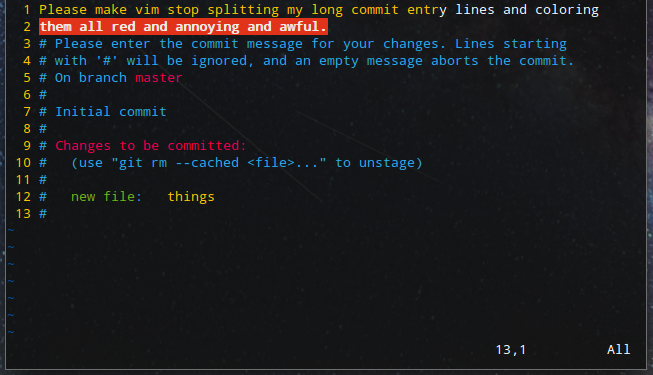 1 Please make vim stop splitting my long commit entry lines and coloring
2 them all red and annoying and awful.
3 # Please enter the commit message for your changes. Lines starting
4 # with '#' will be ignored, and an empty message aborts the commit.
5 # On branch master
6 #
7 # Initial commit
8 #
9 # Changes to be committed:
10 #   (use "git rm --cached <file>..." to unstage)
11 #
12 #   new file:   things
13 #
~
~
~
~
~
~
~
13,1 All